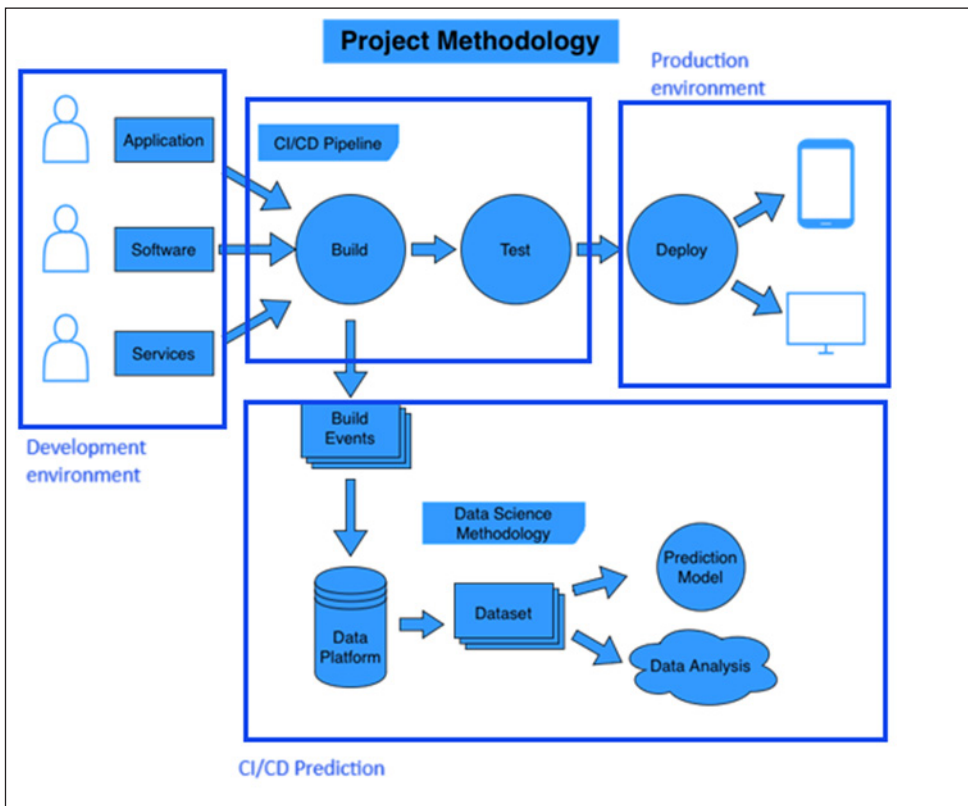 Project Methodology
Production
environment
Application
CI/CD Pipeline
Software
Build
Test
Deploy
Services
Development
environment
Build
Events
Data Science
Methodology
Prediction
Model
Dataset
Data
Platform
Data Analysis
CI/CD Prediction